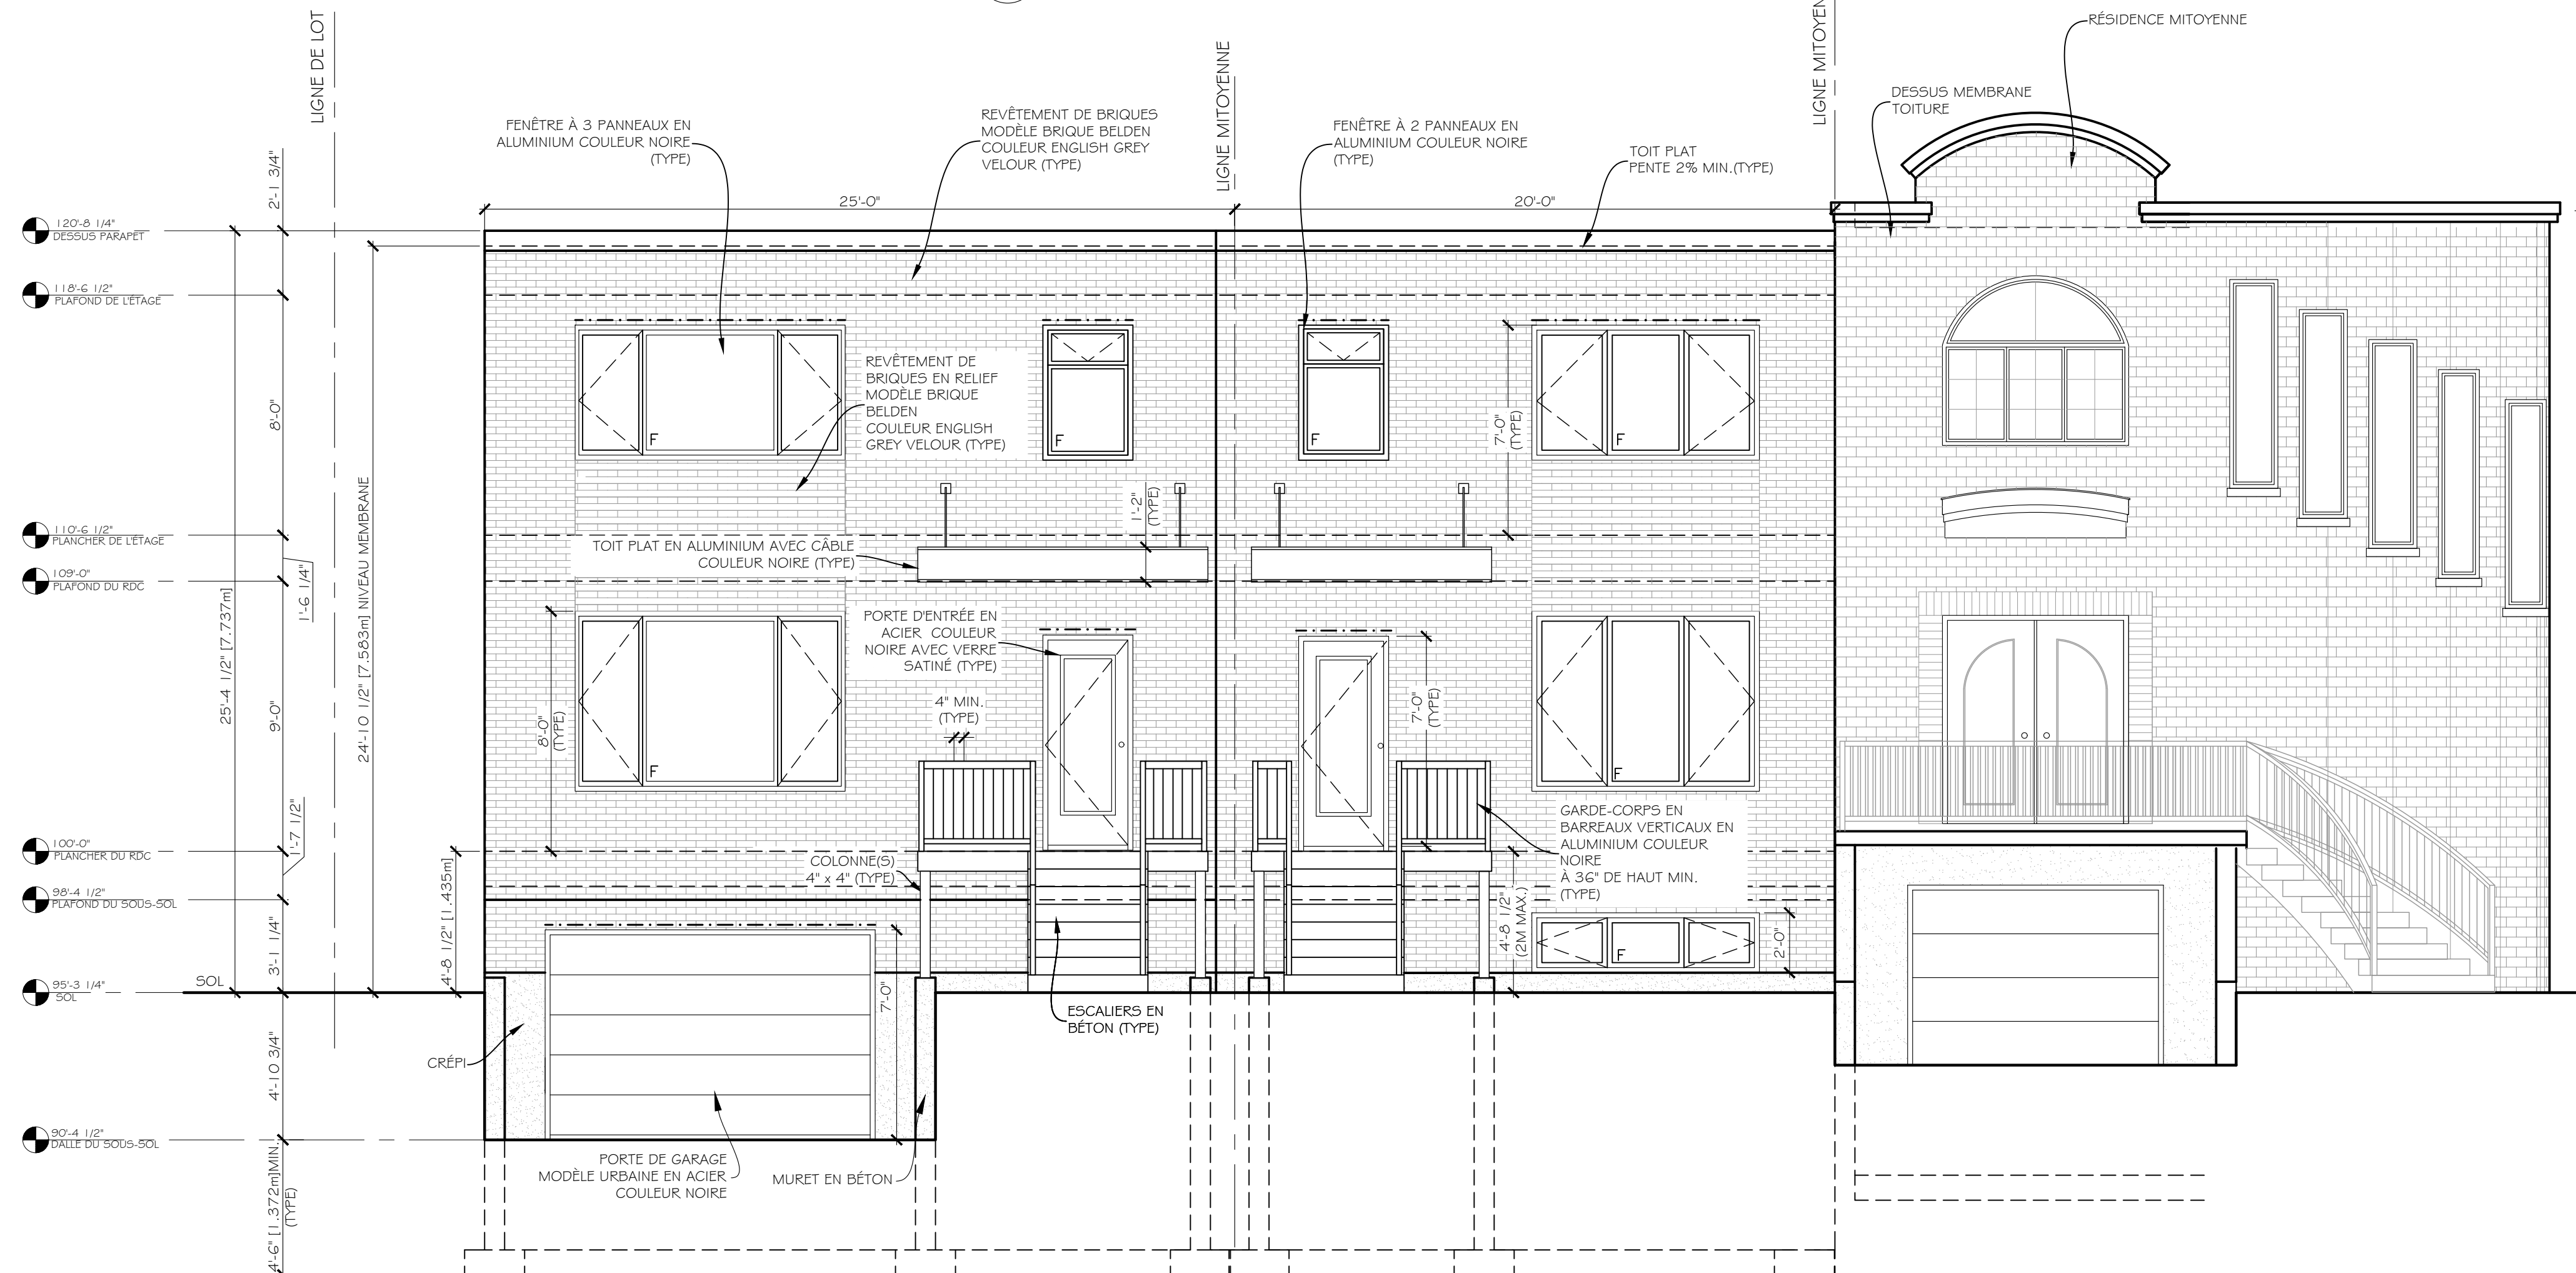 LIGNE DE LOT
LIGNE MITOYENNE
LIGNE MITOYEN
RÉSIDENCE MITOYENNE
DESSUS MEMBRANE
TOITURE
FENÊTRE À 3 PANNEAUX EN
ALUMINIUM COULEUR NOIRE
(TYPE)
REVÊTEMENT DE BRIQUES
MODÈLE BRIQUE BELDEN
COULEUR ENGLISH GREY
VELOUR (TYPE)
FENÊTRE À 2 PANNEAUX EN
ALUMINIUM COULEUR NOIRE
(TYPE)
TOIT PLAT
PENTE 2% MIN.(TYPE)
25'-0"
20'-0"
120'-8 1/4"
DESSUS PARAPET
118'-6 1/2"
PLAFOND DE L'ÉTAGE
110'-6 1/2"
PLANCHER DE L'ÉTAGE
109'-0"
PLAFOND DU RDC
100'-0"
PLANCHER DU RDC
98'-4 1/2"
PLAFOND DU SOUS-SOL
95'-3 1/4"
SOL
90'-4 1/2"
DALLE DU SOUS-SOL
2'-1 3/4"
8'-0"
1'-6 1/4"
9'-0"
1'-7 1/2"
3'-1 1/4"
4'-10 3/4"
4'-6" [1.372m]MIN.
(TYPE)
25'-4 1/2" [7.737m]
24'-10 1/2" [7.583m] NIVEAU MEMBRANE
4'-8 1/2" [1.435m]
SOL
REVÊTEMENT DE
BRIQUES EN RELIEF
MODÈLE BRIQUE
BELDEN
COULEUR ENGLISH
GREY VELOUR (TYPE)
F
F
F
F
7'-0"
(TYPE)
1'-2"
(TYPE)
TOIT PLAT EN ALUMINIUM AVEC CÂBLE
COULEUR NOIRE (TYPE)
PORTE D'ENTRÉE EN
ACIER COULEUR
NOIRE AVEC VERRE
SATINÉ (TYPE)
8'-0"
(TYPE)
4" MIN.
(TYPE)
7'-0"
(TYPE)
F
F
GARDE-CORPS EN
BARREAUX VERTICAUX EN
ALUMINIUM COULEUR
NOIRE
À 36" DE HAUT MIN.
(TYPE)
COLONNE(S)
4" x 4" (TYPE)
4'-8 1/2"
(2M MAX.)
F
2'-0"
7'-0"
ESCALIERS EN
BÉTON (TYPE)
CRÉPI
PORTE DE GARAGE
MODÈLE URBAINE EN ACIER
COULEUR NOIRE
MURET EN BÉTON